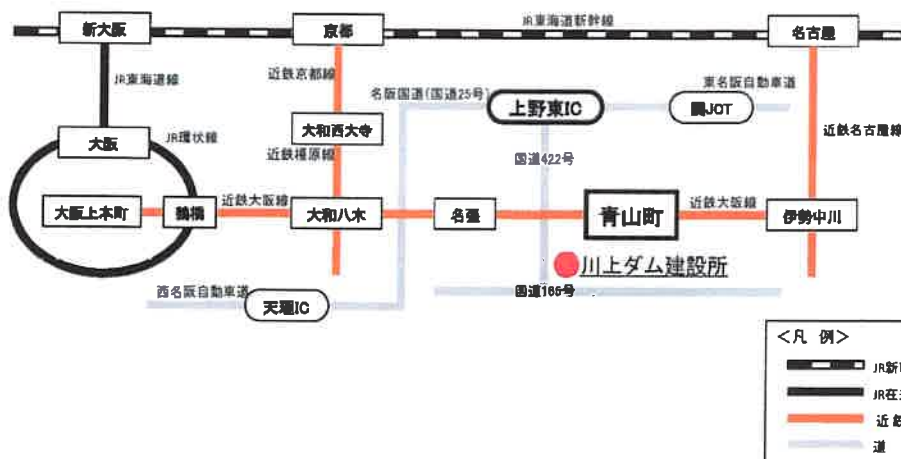 JR東海道新幹線
新大阪
京都
名古屋
JR東海道線
近鉄京都線
名阪国道(国道25号)
東名阪自動車道
上野東IC
大阪
JR環状線
大和西大寺
近鉄橿原線
国道422号
近鉄名古屋線
大阪上本町
鶴橋
近鉄大阪線
大和八木
名張
青山町
近鉄大阪線
伊勢中川
川上ダム建設所
西名阪自動車道
天理IC
国道165号
<凡 例>
JR新
JR在
近 鉄
道